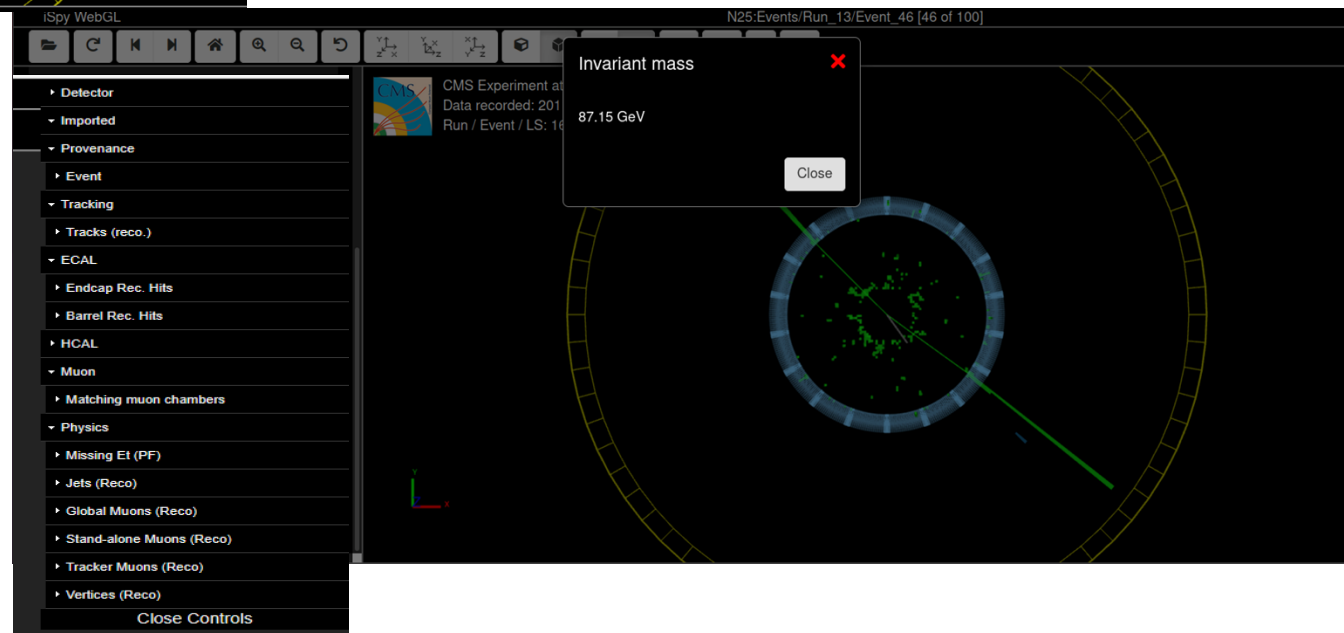 iSpy WebGL
N25:Events/Run_13/Event_46 [46 of 100]
CMS
CMS Experiment at
Data recorded: 201
Run / Event / LS: 16
Invariant mass
87.15 GeV
Close
Detector
Imported
Provenance
Event
Tracking
Tracks (reco.)
ECAL
Endcap Rec. Hits
Barrel Rec. Hits
HCAL
Muon
Matching muon chambers
Physics
Missing Et (PF)
Jets (Reco)
Global Muons (Reco)
Stand-alone Muons (Reco)
Tracker Muons (Reco)
Vertices (Reco)
Close Controls